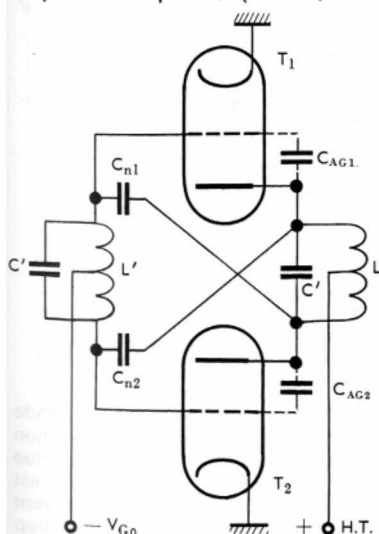 T1
CAG1
Cn1
C' L' C' L
Cn2
CAG2
T2
− VG0 + H.T.